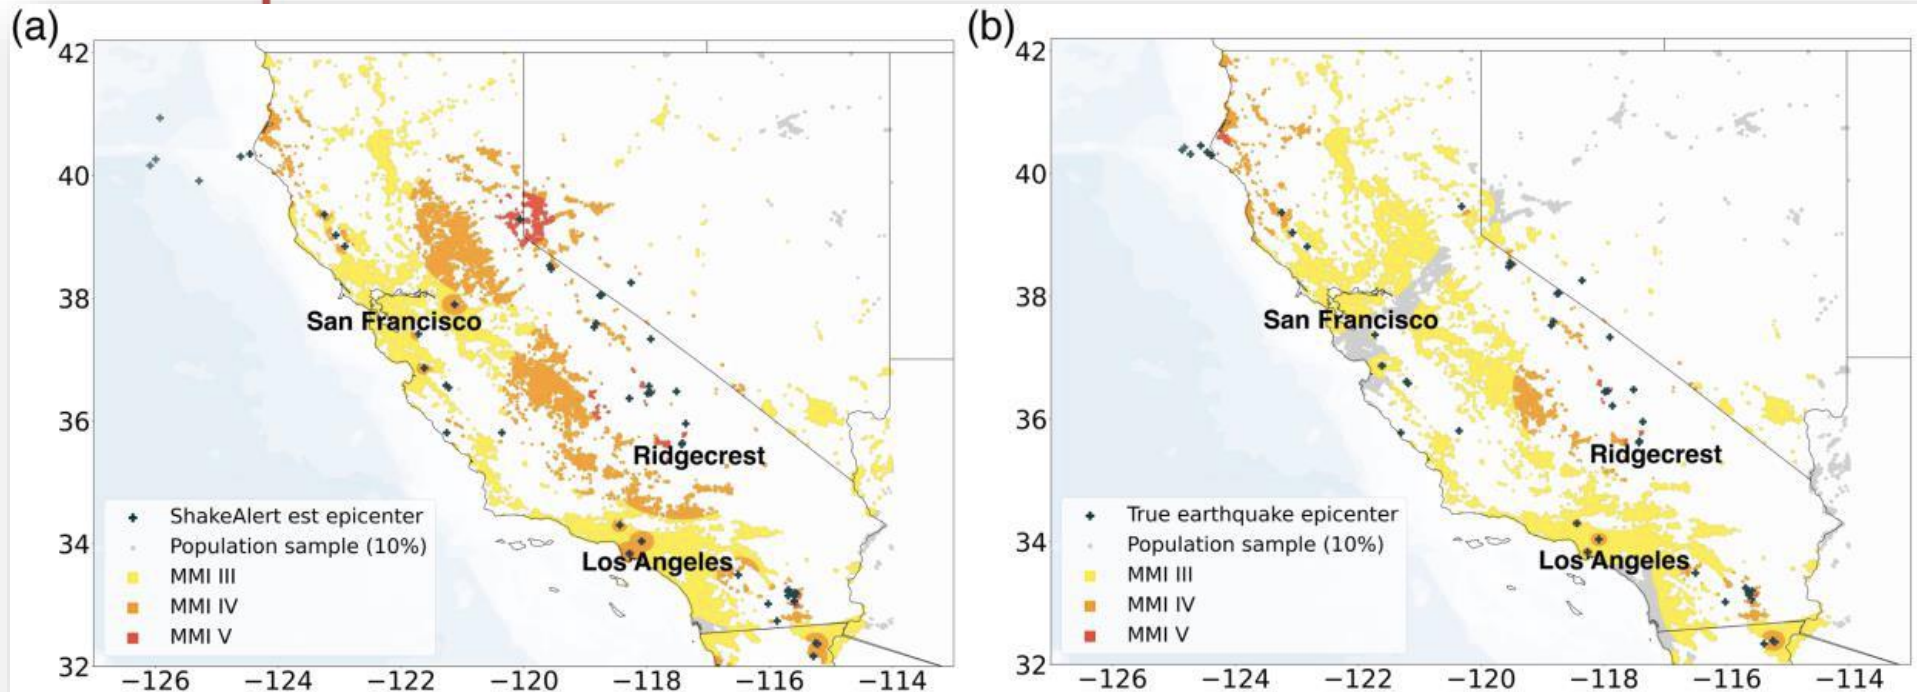 (a)
42
40
38
36
34
32
San Francisco
Ridgecrest
Los Angeles
ShakeAlert est epicenter
Population sample (10%)
MMI III
MMI IV
MMI V
−126 −124 −122 −120 −118 −116 −114
(b)
42
40
38
36
34
32
San Francisco
Ridgecrest
Los Angeles
True earthquake epicenter
Population sample (10%)
MMI III
MMI IV
MMI V
−126 −124 −122 −120 −118 −116 −114